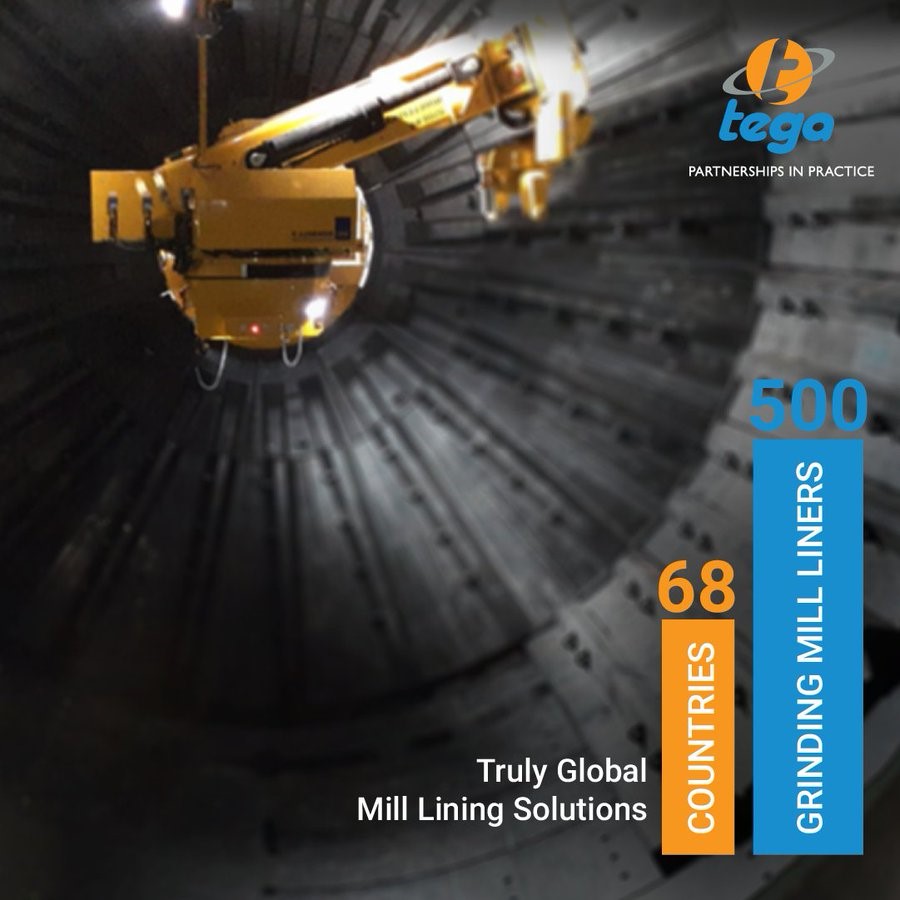 tega
PARTNERSHIPS IN PRACTICE
500
GRINDING MILL LINERS
68
COUNTRIES
Truly Global
Mill Lining Solutions